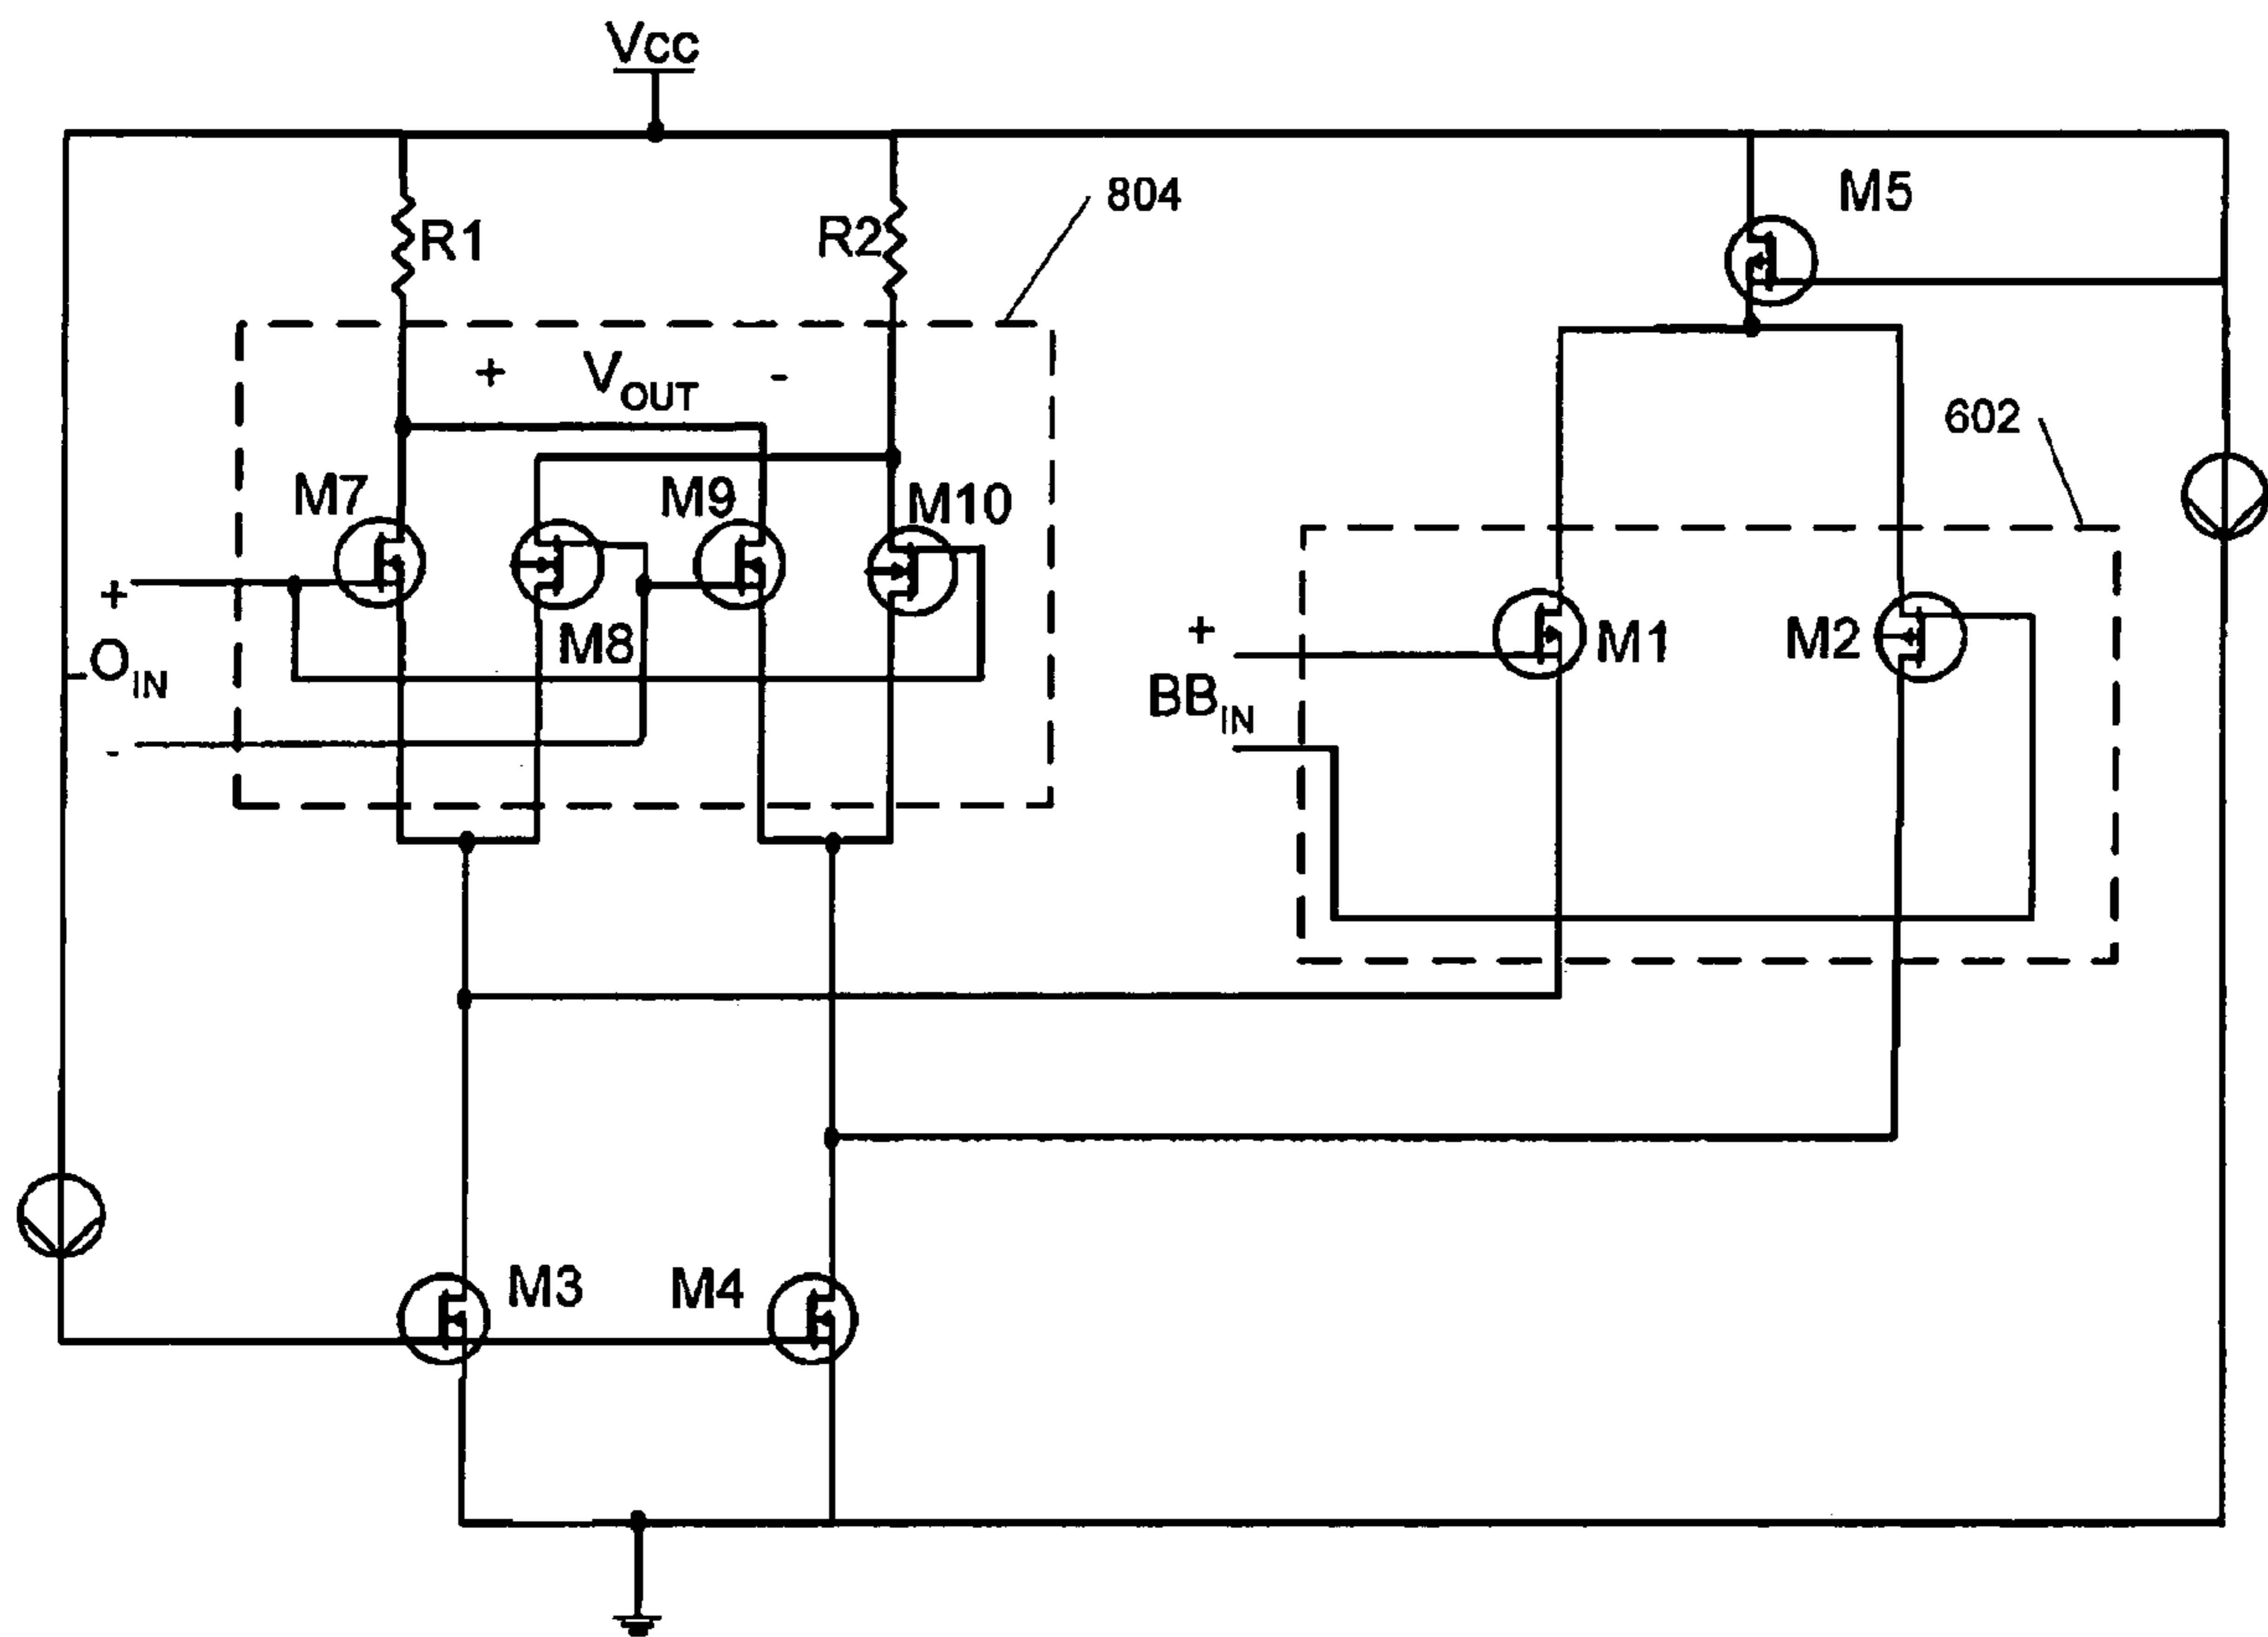 Vcc
804
M5
R1
R2
+ VOUT -
602
M7
M9
M10
+
M8
OIN
-
+
M1
M2
BBIN
M3
M4